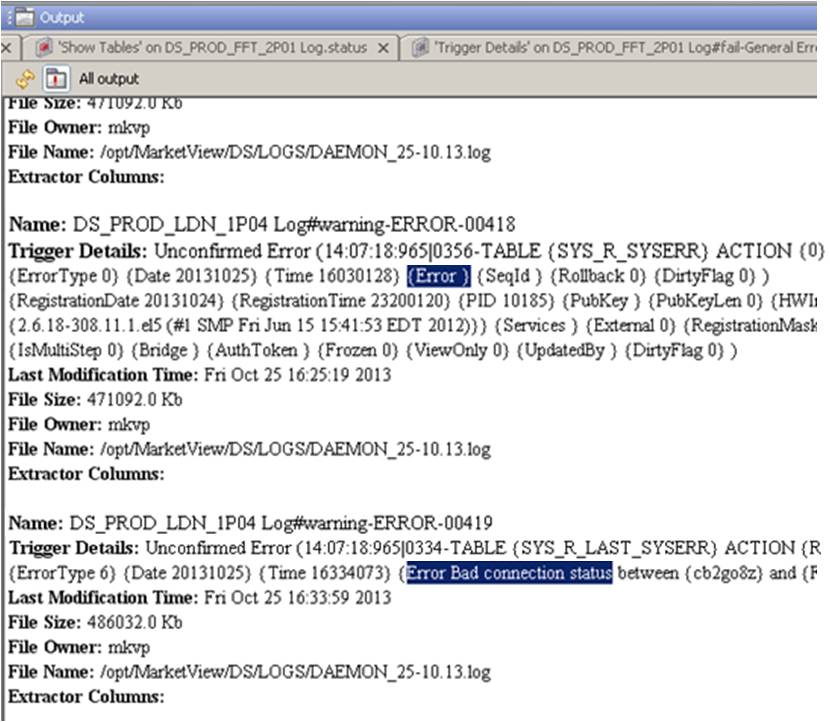 Output
'Show Tables' on DS_PROD_FFT_2P01 Log.status × 'Trigger Details' on DS_PROD_FFT_2P01 Log#fail-General Erro
All output
File Size: 471092.0 Kb
File Owner: mkvp
File Name: /opt/MarketView/DS/LOGS/DAEMON_25-10.13.log
Extractor Columns:
Name: DS_PROD_LDN_1P04 Log#warning-ERROR-00418
Trigger Details: Unconfirmed Error (14:07:18:965|0356-TABLE {SYS_R_SYSERR} ACTION {0}
{ErrorType 0} {Date 20131025} {Time 16030128} {Error } {SeqId } {Rollback 0} {DirtyFlag 0} )
{RegistrationDate 20131024} {RegistrationTime 23200120} {PID 10185} {PubKey } {PubKeyLen 0} {HWIn
{2.6.18-308.11.1.el5 (#1 SMP Fri Jun 15 15:41:53 EDT 2012)}} {Services } {External 0} {RegistrationMask
{IsMultiStep 0} {Bridge } {AuthToken } {Frozen 0} {ViewOnly 0} {UpdatedBy } {DirtyFlag 0} )
Last Modification Time: Fri Oct 25 16:25:19 2013
File Size: 471092.0 Kb
File Owner: mkvp
File Name: /opt/MarketView/DS/LOGS/DAEMON_25-10.13.log
Extractor Columns:
Name: DS_PROD_LDN_1P04 Log#warning-ERROR-00419
Trigger Details: Unconfirmed Error (14:07:18:965|0334-TABLE {SYS_R_LAST_SYSERR} ACTION {R
{ErrorType 6} {Date 20131025} {Time 16334073} {Error Bad connection status between {cb2go8z} and {F
Last Modification Time: Fri Oct 25 16:33:59 2013
File Size: 486032.0 Kb
File Owner: mkvp
File Name: /opt/MarketView/DS/LOGS/DAEMON_25-10.13.log
Extractor Columns: